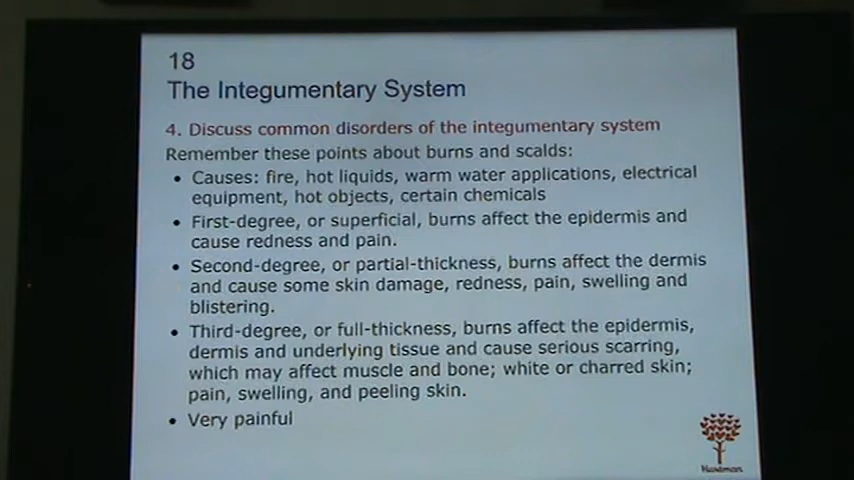 18
The Integumentary System
4. Discuss common disorders of the integumentary system
Remember these points about burns and scalds:
• Causes: fire, hot liquids, warm water applications, electrical
equipment, hot objects, certain chemicals
• First-degree, or superficial, burns affect the epidermis and
cause redness and pain.
• Second-degree, or partial-thickness, burns affect the dermis
and cause some skin damage, redness, pain, swelling and
blistering.
• Third-degree, or full-thickness, burns affect the epidermis,
dermis and underlying tissue and cause serious scarring,
which may affect muscle and bone; white or charred skin;
pain, swelling, and peeling skin.
• Very painful
Hartman